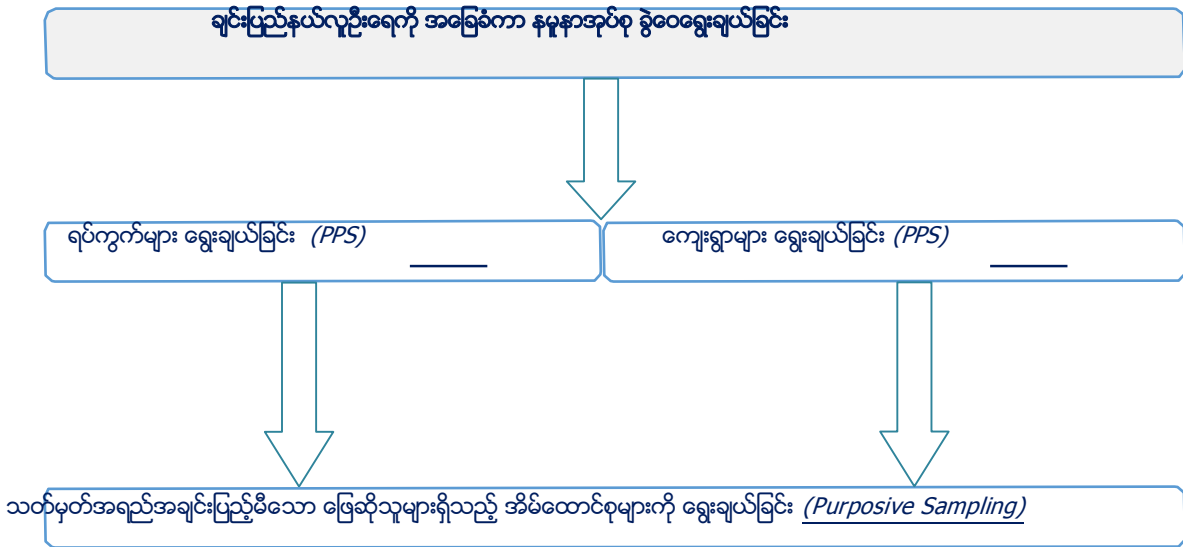 ချင်းပြည်နယ်လူဦးရေကို အခြေခံကာ နမူနာအုပ်စု ခွဲဝေရွေးချယ်ခြင်း
ရပ်ကွက်များ ရွေးချယ်ခြင်း (PPS)
ကျေးရွာများ ရွေးချယ်ခြင်း (PPS)
သတ်မှတ်အရည်အချင်းပြည့်မီသော ဖြေဆိုသူများရှိသည့် အိမ်ထောင်စုများကို ရွေးချယ်ခြင်း (Purposive Sampling)